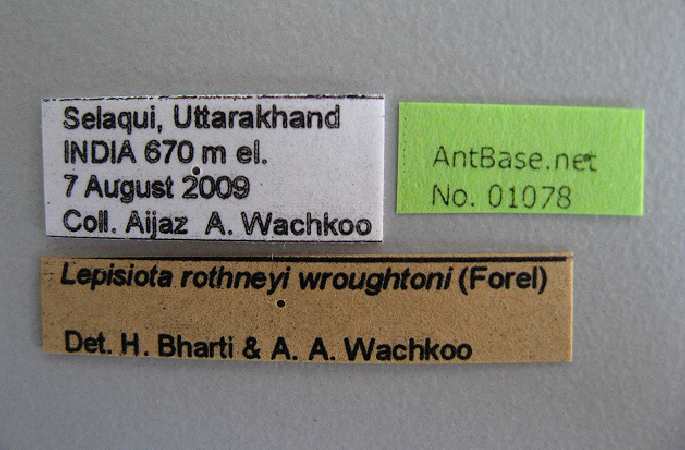 Selaqui, Uttarakhand
INDIA 670 m el.
7 August 2009
Coll. Aijaz A. Wachkoo
AntBase.net
No. 01078
Lepisiota rothneyi wroughtoni (Forel)
Det. H. Bharti & A. A. Wachkoo